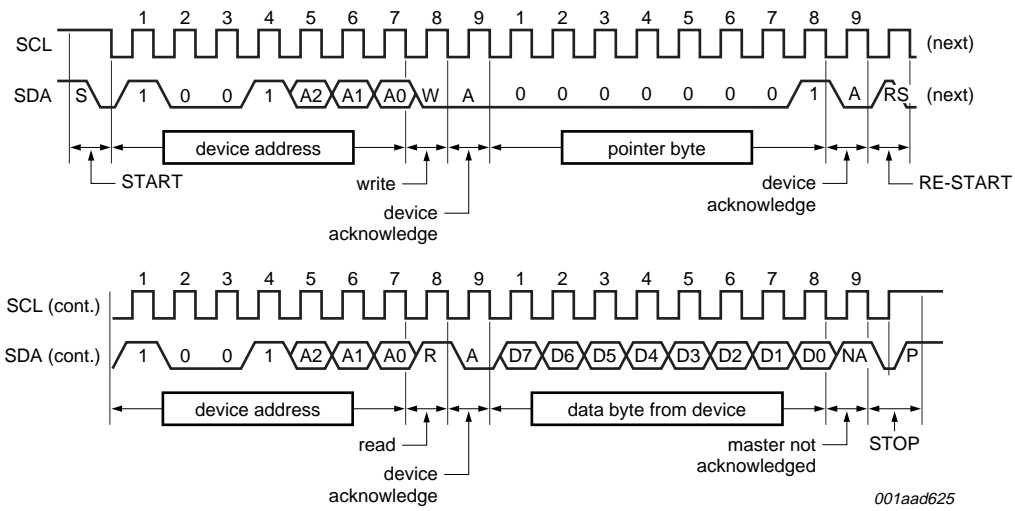 1 2 3 4 5 6 7 8 9 1 2 3 4 5 6 7 8 9
SCL (next)
SDA S 1 0 0 1 A2 A1 A0 W A 0 0 0 0 0 0 0 1 A RS (next)
device address pointer byte
START write device RE-START
device acknowledge
acknowledge
1 2 3 4 5 6 7 8 9 1 2 3 4 5 6 7 8 9
SCL (cont.)
SDA (cont.) 1 0 0 1 A2 A1 A0 R A D7 D6 D5 D4 D3 D2 D1 D0 NA P
device address data byte from device
read master not STOP
device acknowledged
acknowledge
001aad625